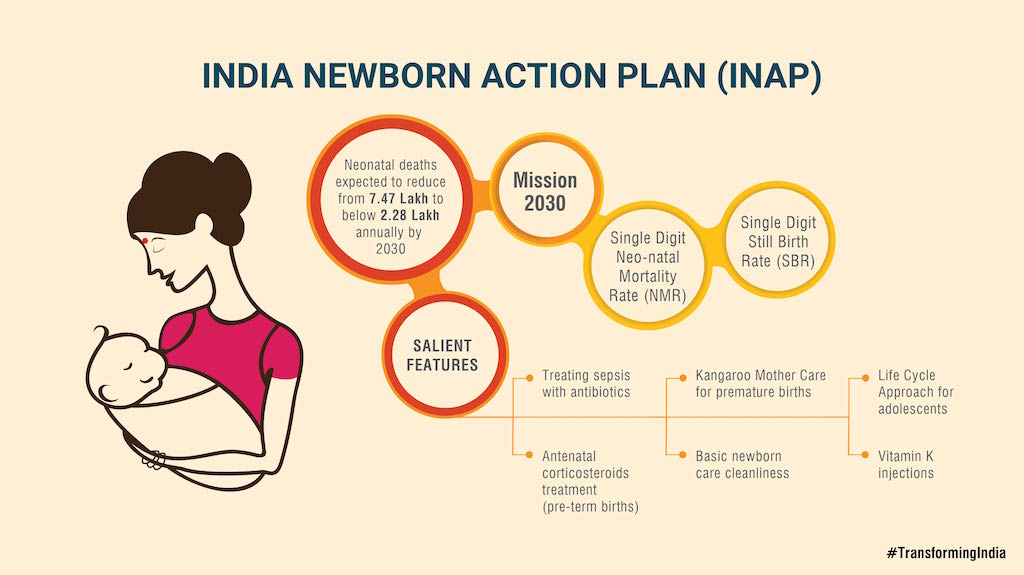 INDIA NEWBORN ACTION PLAN (INAP)
Neonatal deaths
expected to reduce
from 7.47 Lakh to
below 2.28 Lakh
annually by
2030
Mission
2030
Single Digit
Neo-natal
Mortality
Rate (NMR)
Single Digit
Still Birth
Rate (SBR)
SALIENT
FEATURES
Treating sepsis
with antibiotics
Kangaroo Mother Care
for premature births
Life Cycle
Approach for
adolescents
Antenatal
corticosteroids
treatment
(pre-term births)
Basic newborn
care cleanliness
Vitamin K
injections
#TransformingIndia